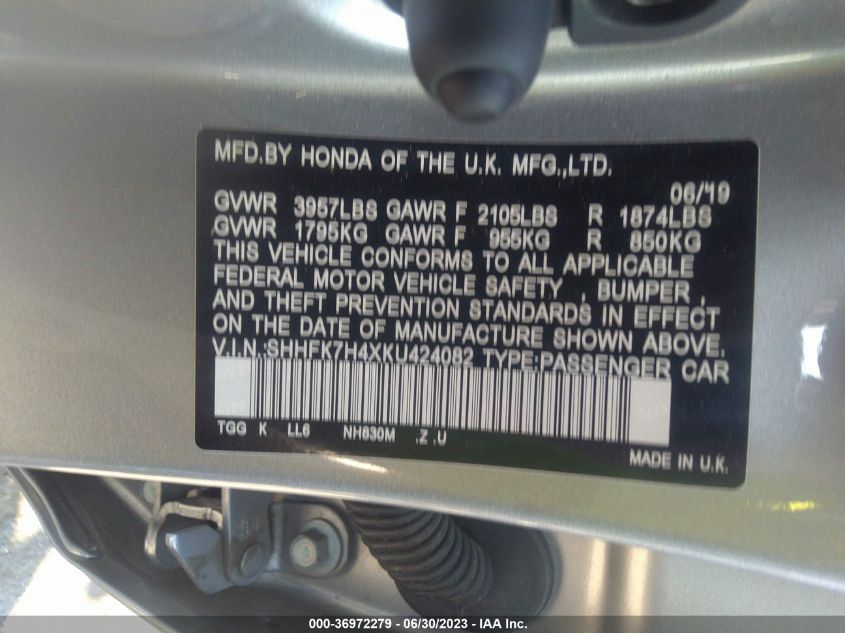 MFD.BY HONDA OF THE U.K. MFG.,LTD.
06/'19
GVWR 3957LBS GAWR F 2105LBS R 1874LBS
GVWR 1795KG GAWR F 955KG R 850KG
THIS VEHICLE CONFORMS TO ALL APPLICABLE
FEDERAL MOTOR VEHICLE SAFETY , BUMPER ,
AND THEFT PREVENTION STANDARDS IN EFFECT
ON THE DATE OF MANUFACTURE SHOWN ABOVE.
V.I.N.:SHHFK7H4XKU424082 TYPE:PASSENGER CAR
TGG K LL6 NH830M .Z .U
MADE IN U.K.
000-36972279 - 06/30/2023 - IAA Inc.